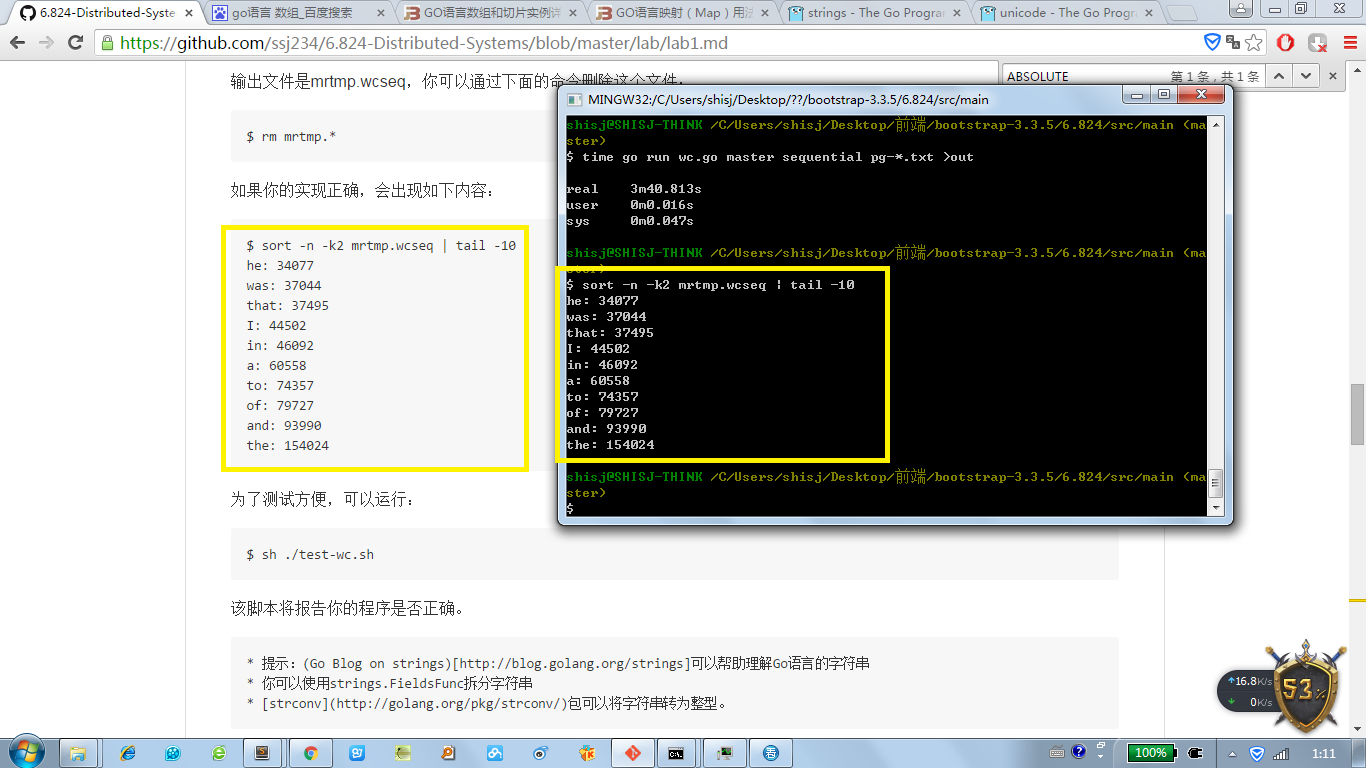 6.824-Distributed-Syste
go语言 数组_百度搜索
GO语言数组和切片实例详
GO语言映射（Map）用法
strings - The Go Progra
unicode - The Go Progr
https://github.com/ssj234/6.824-Distributed-Systems/blob/master/lab/lab1.md
ABSOLUTE
第 1 条，共 1 条
输出文件是mrtmp.wcseq，你可以通过下面的命令删除这个文件.
$ rm mrtmp.*
如果你的实现正确，会出现如下内容：
$ sort -n -k2 mrtmp.wcseq | tail -10
he: 34077
was: 37044
that: 37495
I: 44502
in: 46092
a: 60558
to: 74357
of: 79727
and: 93990
the: 154024
为了测试方便，可以运行：
$ sh ./test-wc.sh
该脚本将报告你的程序是否正确。
* 提示：(Go Blog on strings)[http://blog.golang.org/strings]可以帮助理解Go语言的字符串
* 你可以使用strings.FieldsFunc拆分字符串
* [strconv](http://golang.org/pkg/strconv/)包可以将字符串转为整型。
MINGW32:/C/Users/shisj/Desktop/??/bootstrap-3.3.5/6.824/src/main
shisj@SHISJ-THINK /C/Users/shisj/Desktop/前端/bootstrap-3.3.5/6.824/src/main (ma
ster)
$ time go run wc.go master sequential pg-*.txt >out
real 3m40.813s
user 0m0.016s
sys 0m0.047s
shisj@SHISJ-THINK /C/Users/shisj/Desktop/前端/bootstrap-3.3.5/6.824/src/main (ma
ster)
$ sort -n -k2 mrtmp.wcseq | tail -10
he: 34077
was: 37044
that: 37495
I: 44502
in: 46092
a: 60558
to: 74357
of: 79727
and: 93990
the: 154024
shisj@SHISJ-THINK /C/Users/shisj/Desktop/前端/bootstrap-3.3.5/6.824/src/main (ma
ster)
$
16.8K/s
0K/s
53%
100%
1:11